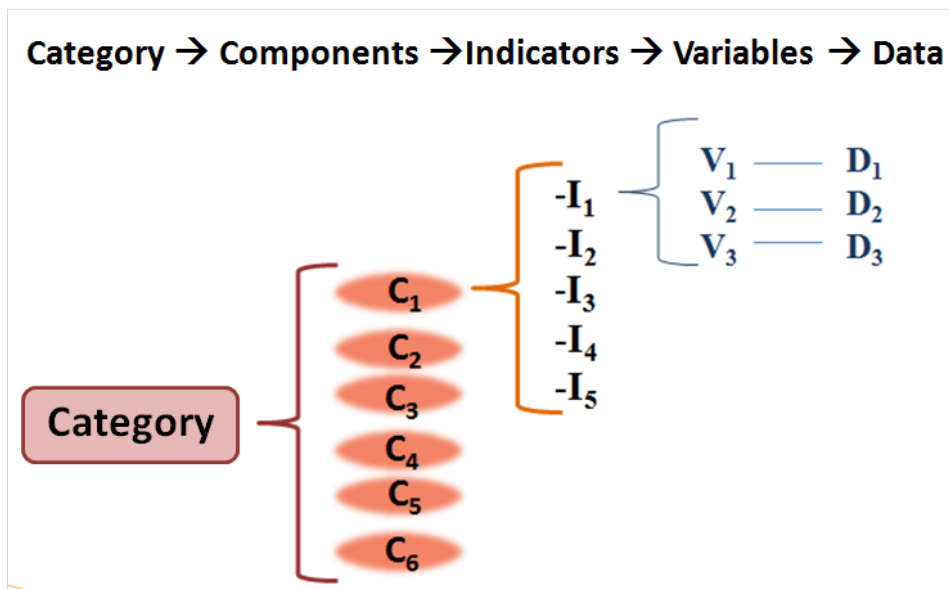 Category → Components →Indicators → Variables → Data
V₁ D₁
-I₁
V₂ D₂
-I₂
V₃ D₃
C₁
-I₃
C₂
-I₄
C₃
-I₅
Category
C₄
C₅
C₆